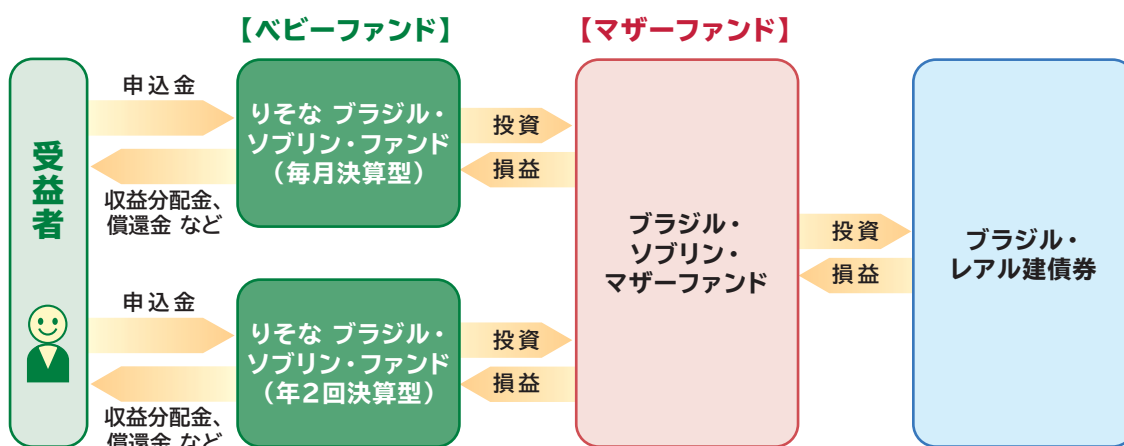 【ベビーファンド】
【マザーファンド】
受益者
申込金
収益分配金、
償還金 など
りそな ブラジル・
ソブリン・ファンド
（毎月決算型）
投資
損益
申込金
収益分配金、
償還金 など
りそな ブラジル・
ソブリン・ファンド
（年2回決算型）
投資
損益
ブラジル・
ソブリン・
マザーファンド
投資
損益
ブラジル・
レアル建債券